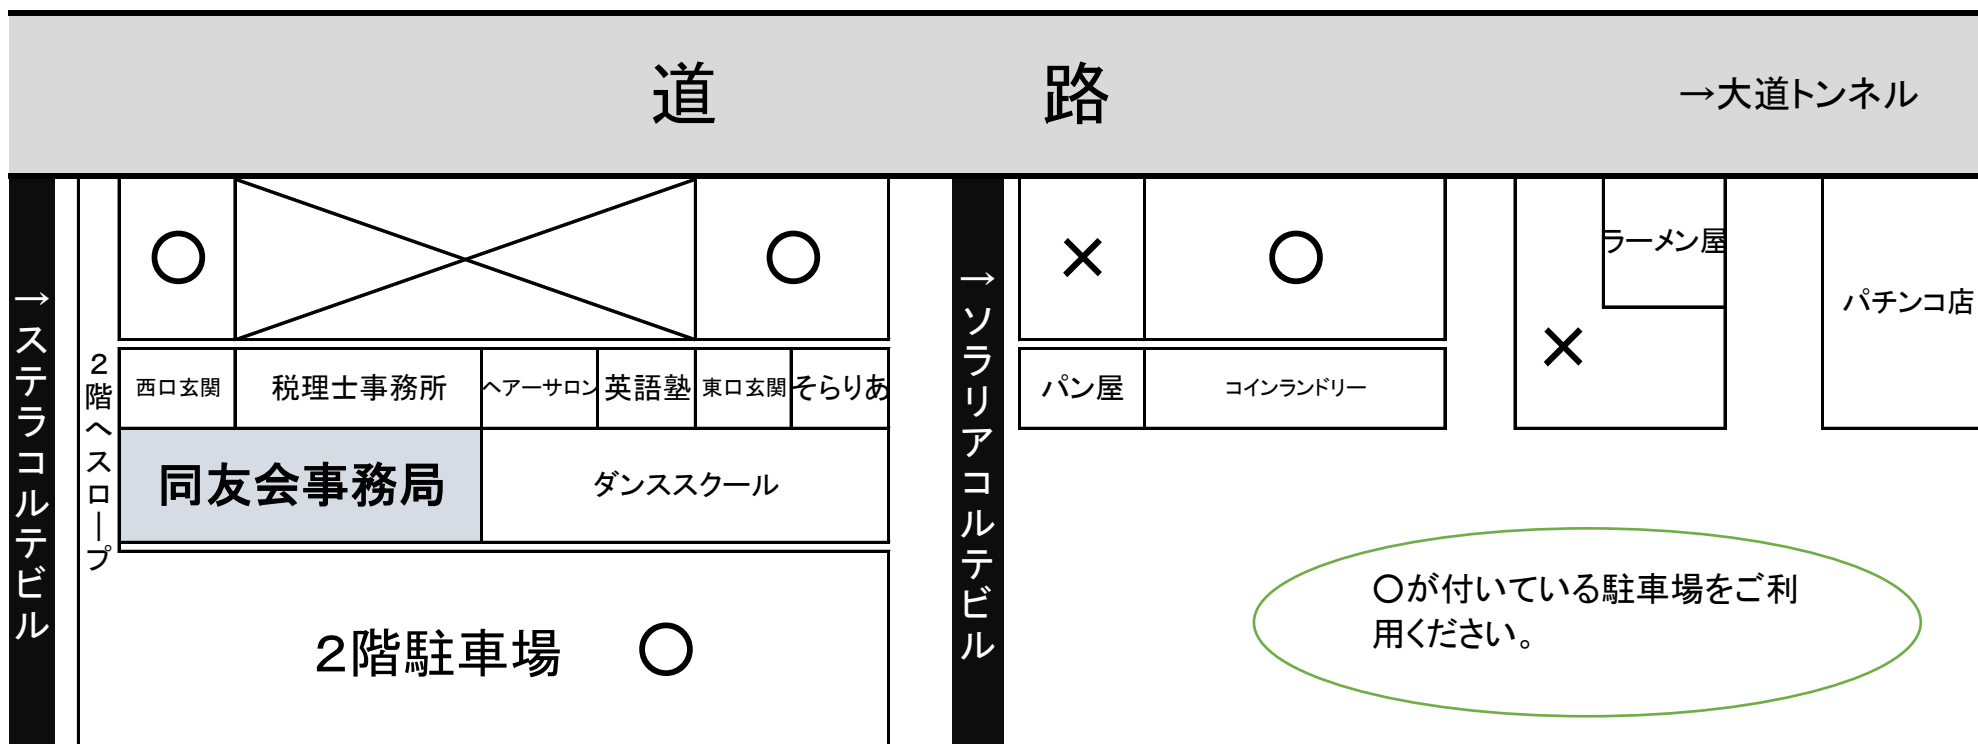 道 路
→大道トンネル
→ステラコルテビル
2階へスロープ
○
○
西口玄関
税理士事務所
ヘアーサロン
英語塾
東口玄関
そらりあ
同友会事務局
ダンススクール
2階駐車場 ○
→ソラリアコルテビル
×
○
パン屋
コインランドリー
ラーメン屋
×
パチンコ店
○が付いている駐車場をご利
用ください。